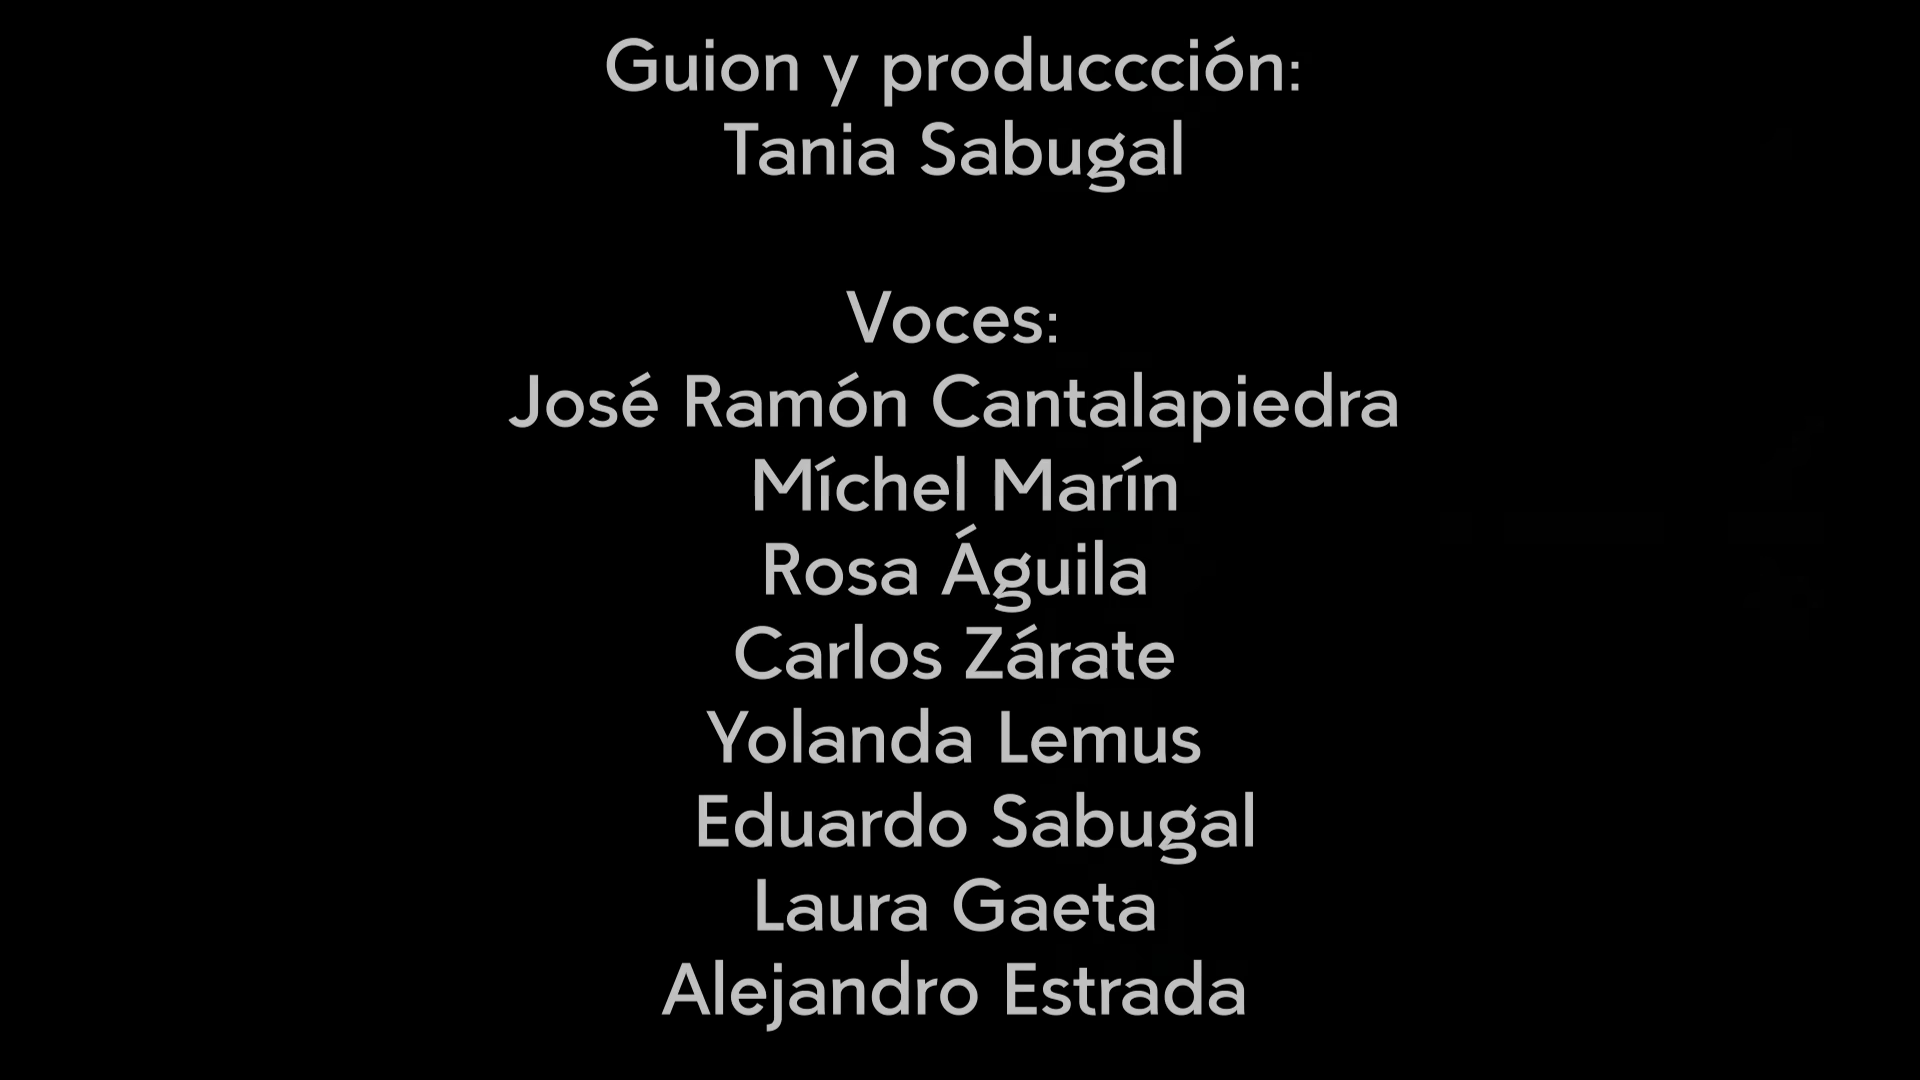 Guion y produccción:
Tania Sabugal
Voces:
José Ramón Cantalapiedra
Míchel Marín
Rosa Águila
Carlos Zárate
Yolanda Lemus
Eduardo Sabugal
Laura Gaeta
Alejandro Estrada